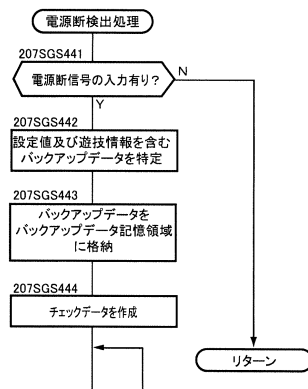 電源断検出処理
207SGS441
電源断信号の入力有り?
N
Y
207SGS442
設定値及び遊技情報を含む
バックアップデータを特定
207SGS443
バックアップデータを
バックアップデータ記憶領域
に格納
207SGS444
チェックデータを作成
リターン